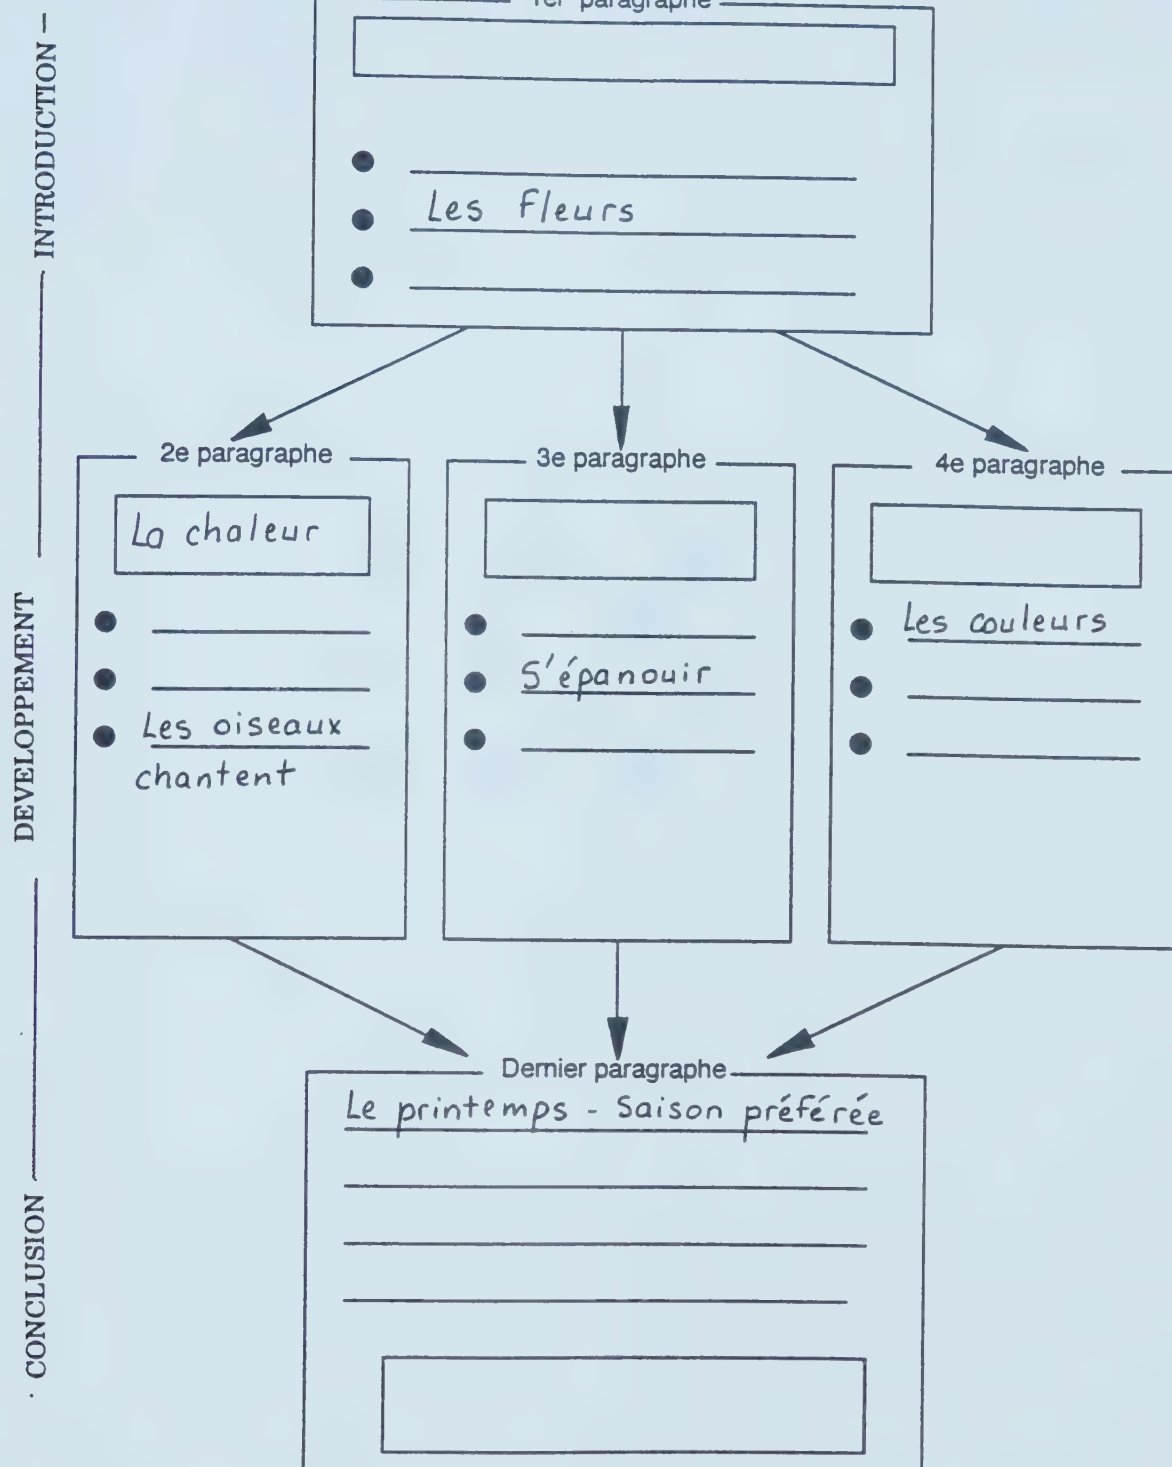 1er paragraphe
INTRODUCTION
Les fleurs
2e paragraphe
La chaleur
Les oiseaux
chantent
3e paragraphe
S'épanouir
4e paragraphe
Les couleurs
DEVELOPPEMENT
Dernier paragraphe
Le printemps - Saison préférée
CONCLUSION